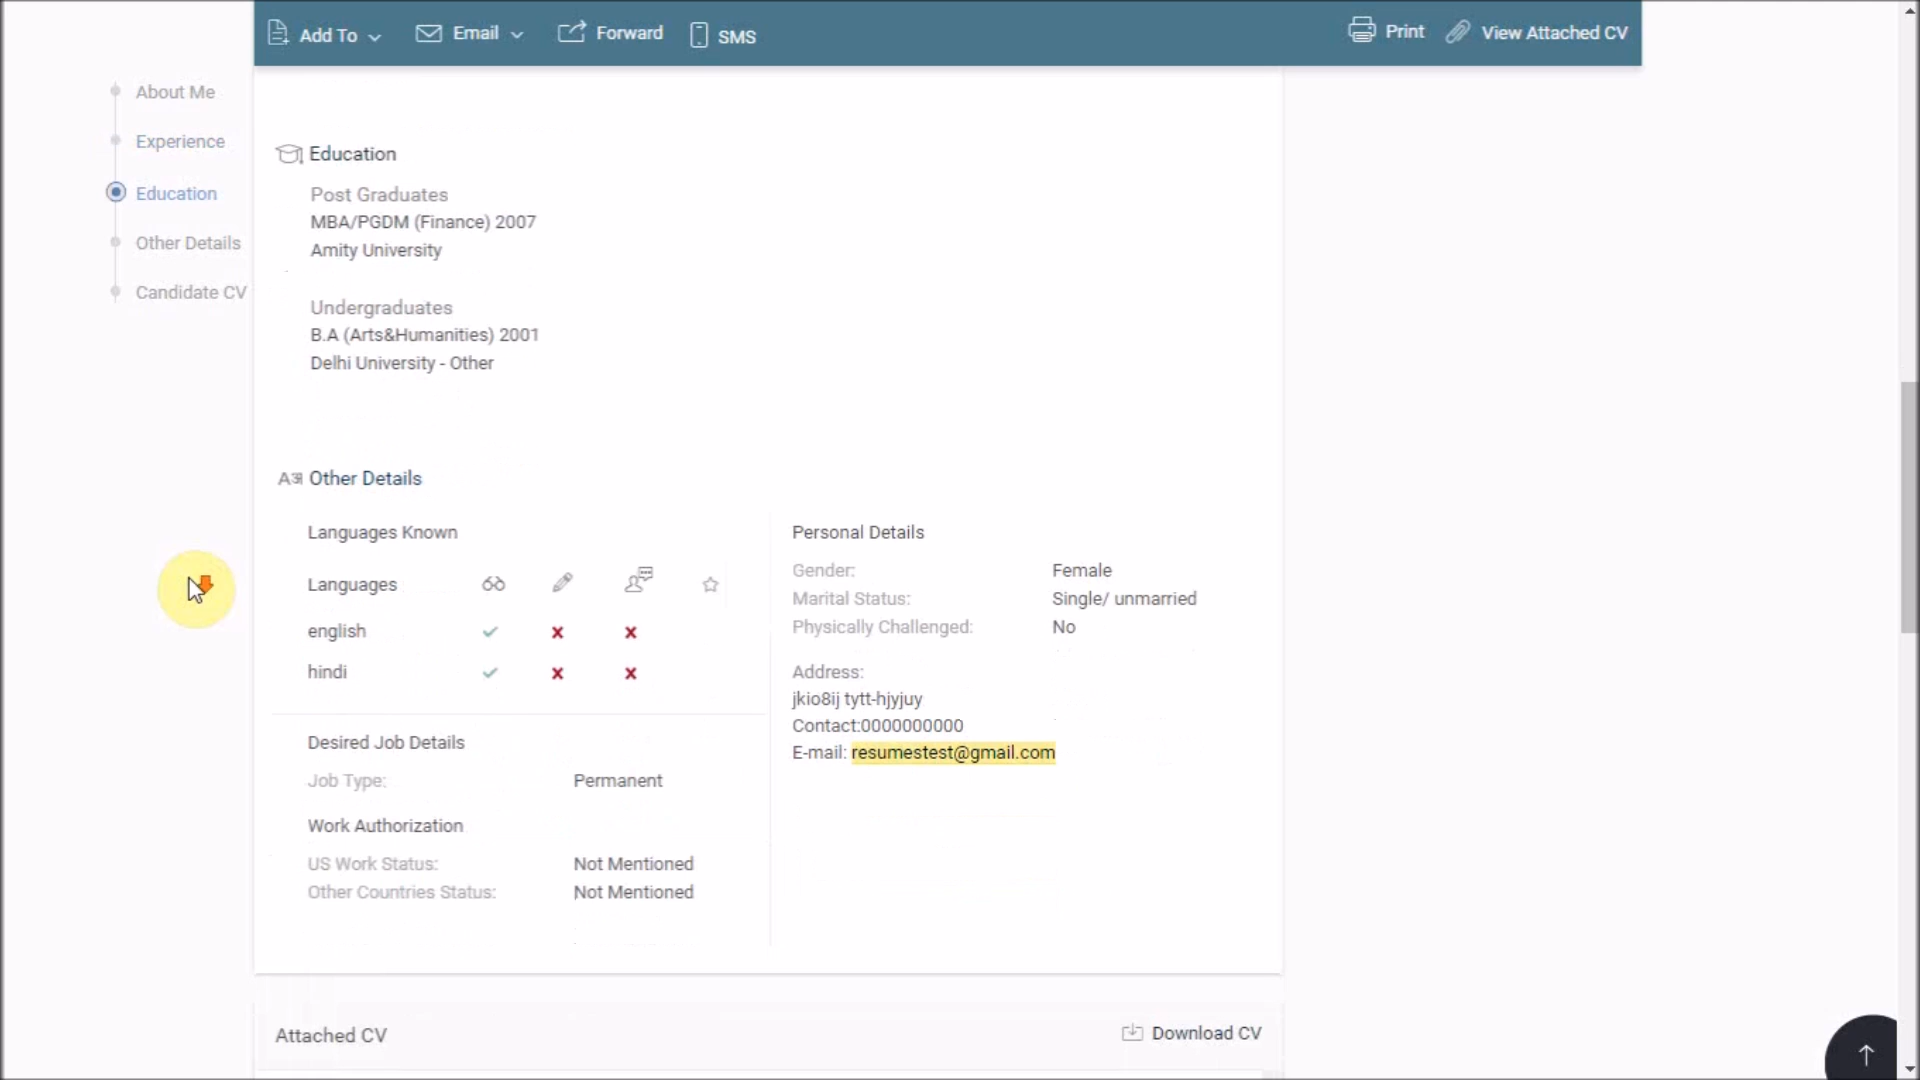 Add To
Email
Forward
SMS
Print
View Attached CV
About Me
Experience
Education
Other Details
Candidate CV
Education
Post Graduates
MBA/PGDM (Finance) 2007
Amity University
Undergraduates
B.A (Arts&Humanities) 2001
Delhi University - Other
Other Details
Languages Known
Languages
english
hindi
Desired Job Details
Job Type: Permanent
Work Authorization
US Work Status: Not Mentioned
Other Countries Status: Not Mentioned
Personal Details
Gender: Female
Marital Status: Single/ unmarried
Physically Challenged: No
Address:
jkio8ij tytt-hjyjuy
Contact:0000000000
E-mail: resumestest@gmail.com
Attached CV
Download CV